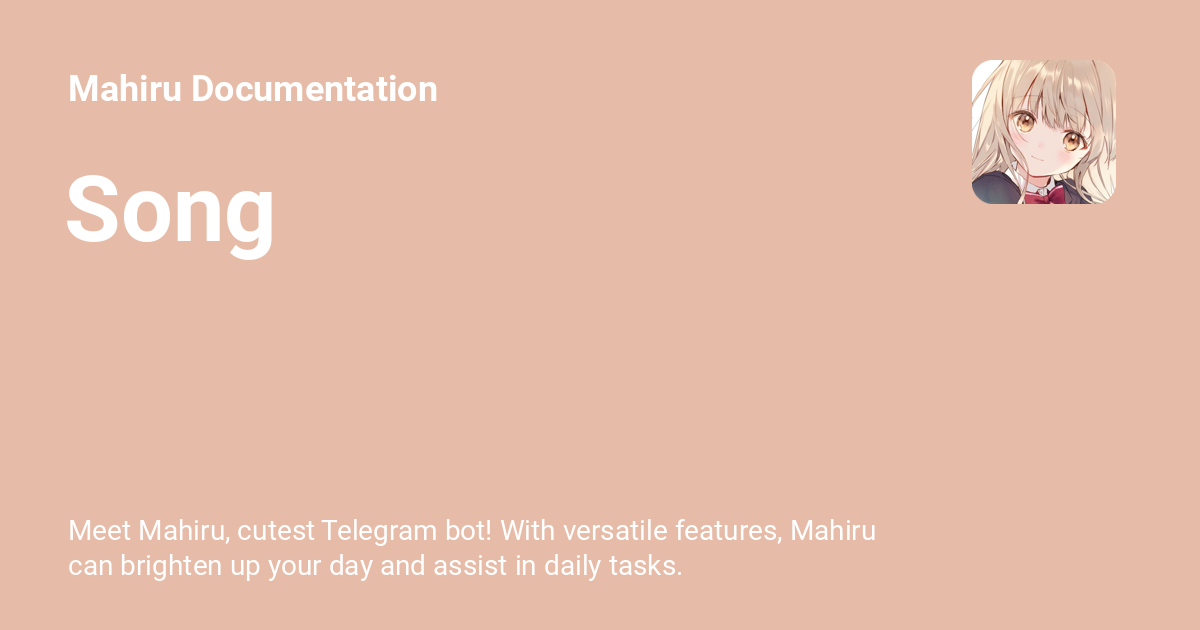 Mahiru Documentation
Song
Meet Mahiru, cutest Telegram bot! With versatile features, Mahiru
can brighten up your day and assist in daily tasks.